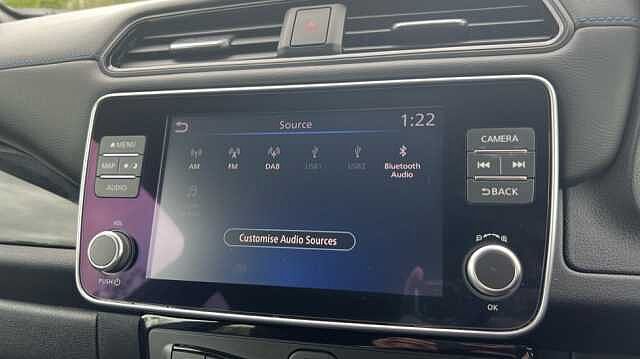 Source 1:22
MENU
MAP
AUDIO
AM FM DAB USB1 USB2 Bluetooth Audio
Customise Audio Sources
CAMERA
BACK
VOL
PUSH
OK